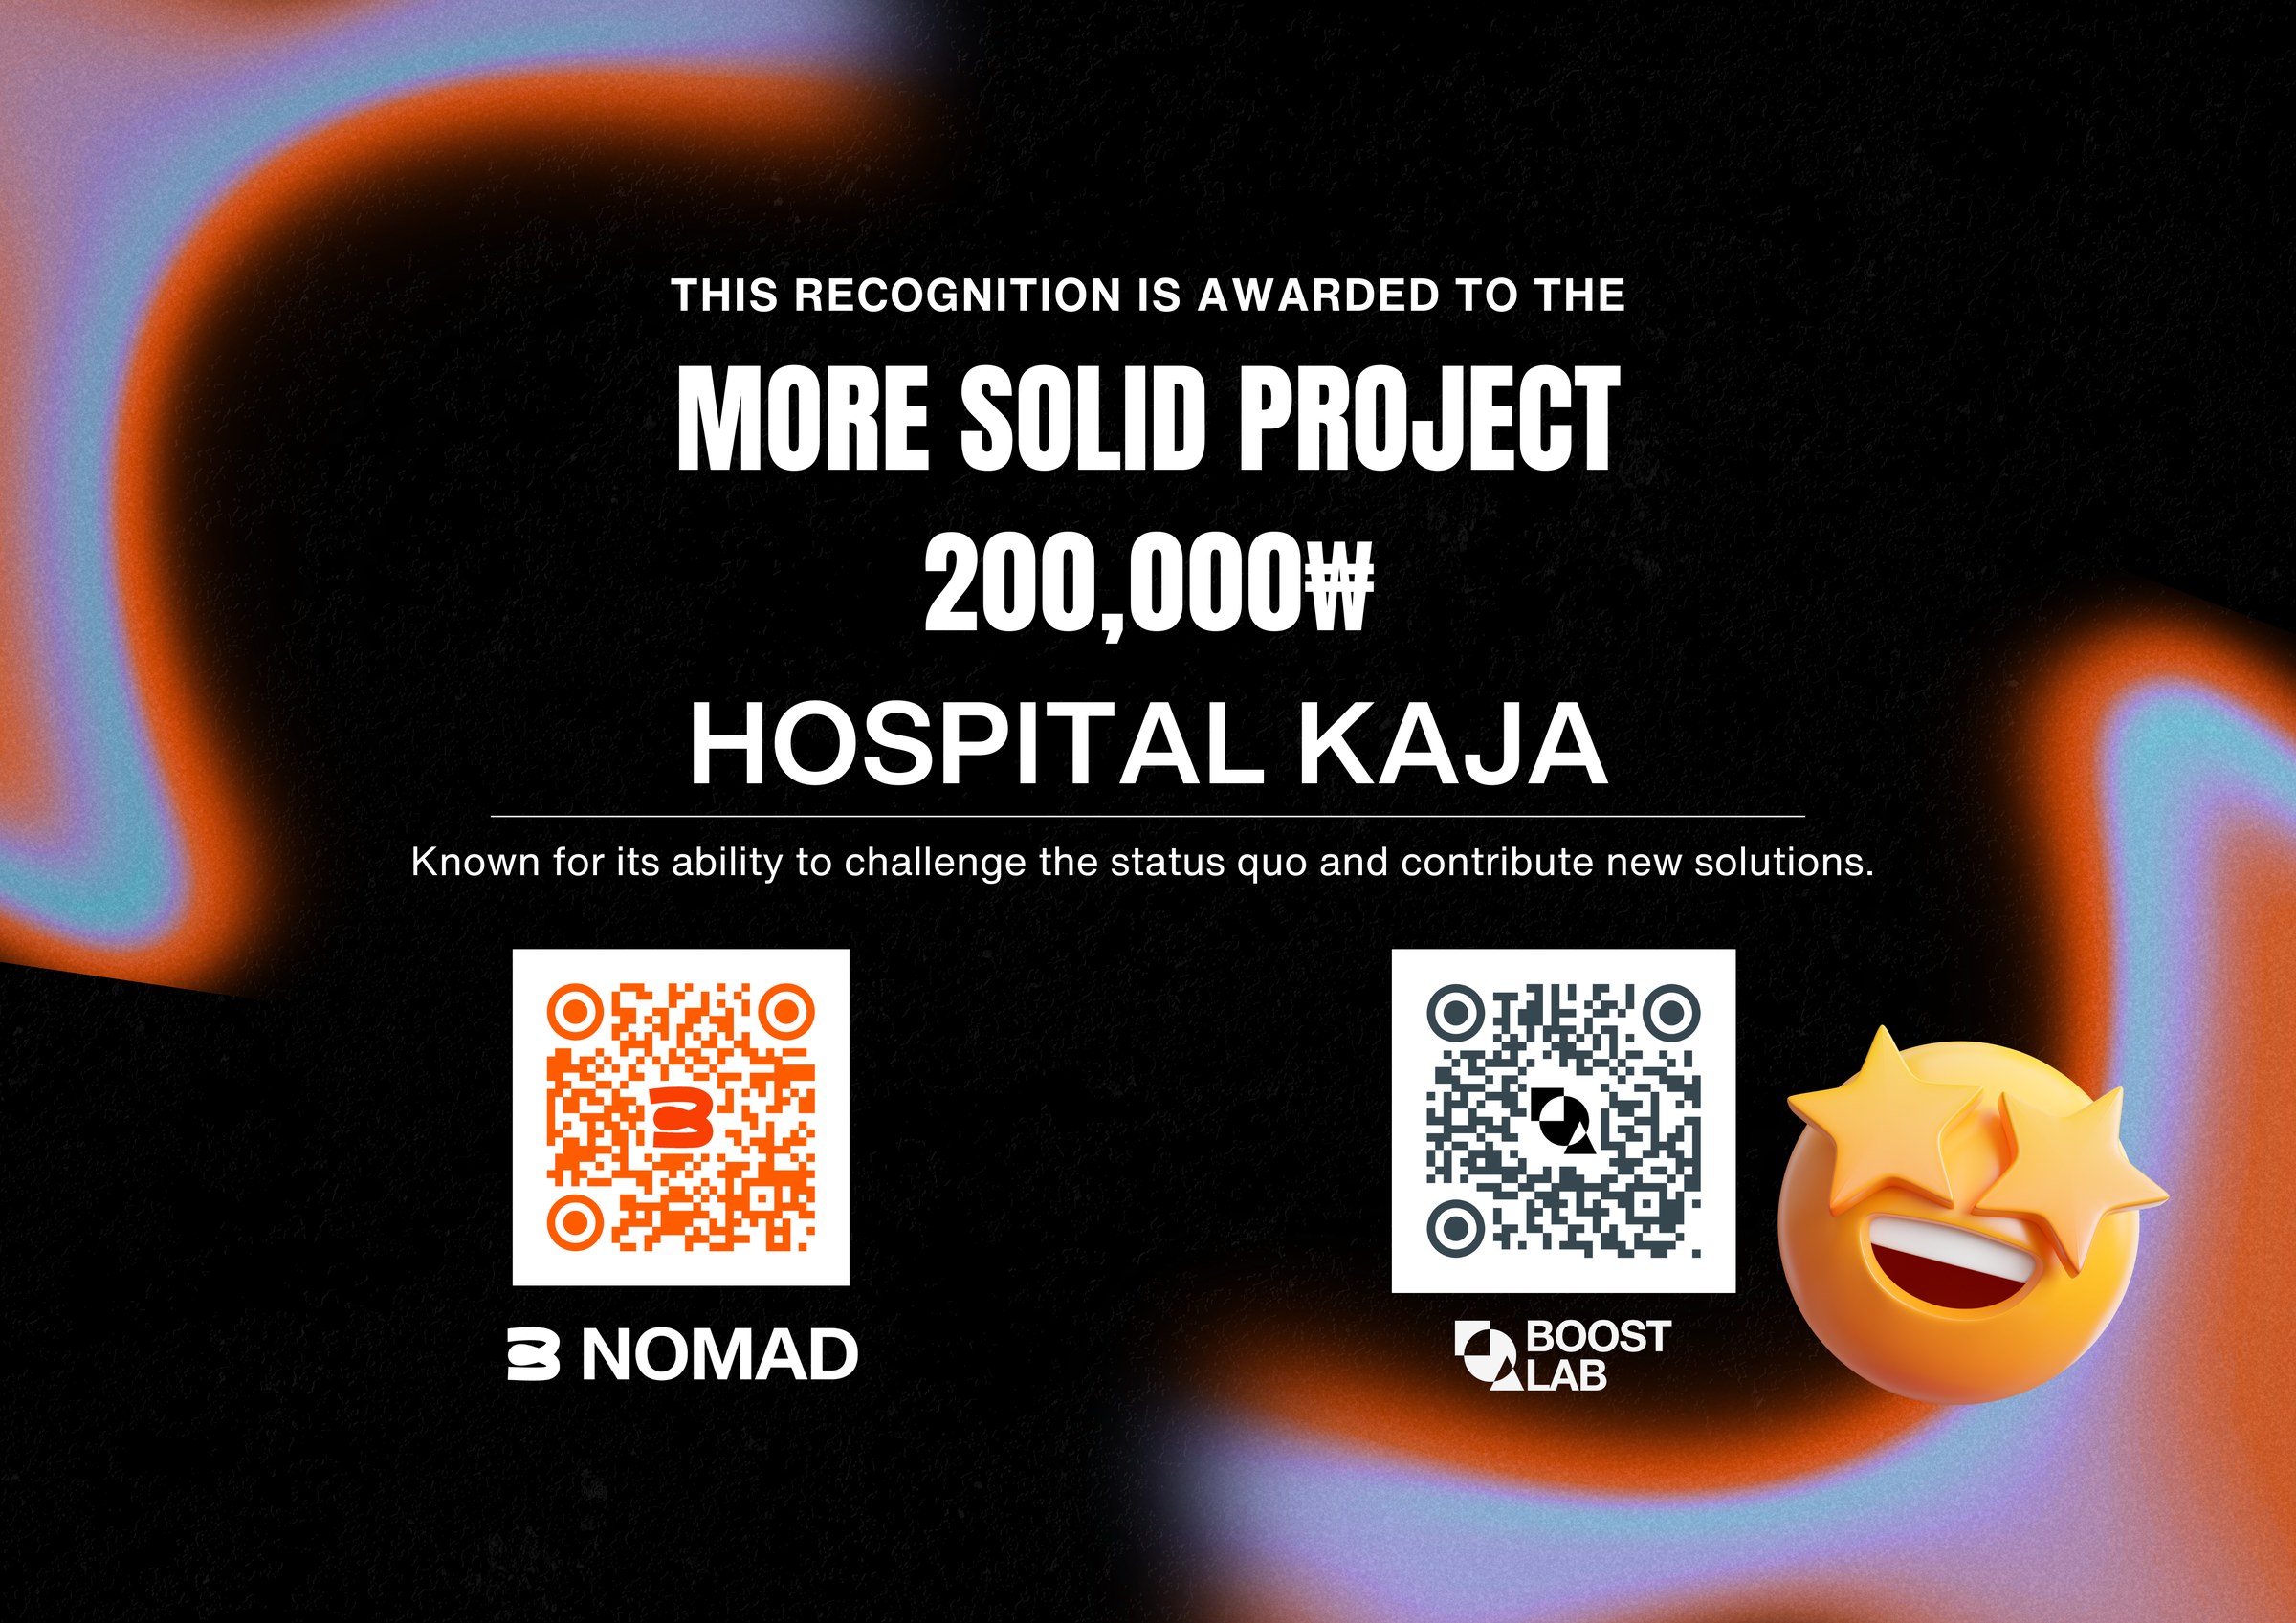 THIS RECOGNITION IS AWARDED TO THE
MORE SOLID PROJECT
200,000₩
HOSPITAL KAJA
Known for its ability to challenge the status quo and contribute new solutions.
NOMAD
BOOST
LAB